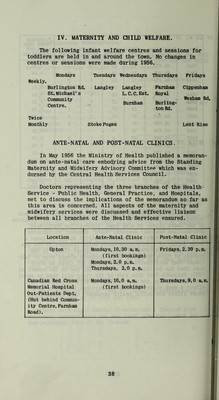 IV. MATERNITY AND CHILD WELFARE.
The following infant welfare centres and sessions for
toddlers are held in and around the town. No changes in
centres or sessions were made during 1956.
Mondays Tuesdays Wednesdays Thursdays Fridays
Weekly.
Burlington Rd. Langley Langley Farnham Cippenham
St. Michael's L.C.C. Est. Royal
Community Wexham Rd.
Centre. Burnham Burling-
ton Rd.
Twice
Monthly Stoke Poges Lent Rise
ANTE-NATAL AND POST-NATAL CLINICS.
In May 1956 the Ministry of Health published a memoran-
dum on ante-natal care embodying advice from the Standing
Maternity and Midwifery Advisory Committee which was en-
dorsed by the Central Health Services Council.
Doctors representing the three branches of the Health
Service - Public Health, General Practice, and Hospitals,
met to discuss the implications of the memorandum so far as
this area is concerned. All aspects of the maternity and
midwifery services were discussed and effective liaison
between all branches of the Health Services ensured.
Location Ante-Natal Clinic Post-Natal Clinic
Upton Mondays, 10.30 a.m. Fridays, 2.30 p.m.
(first bookings)
Mondays, 2.0 p.m.
Thursdays, 2.0 p.m.
Canadian Red Cross Mondays, 10.0 a.m. Thursdays, 9.0 a.m.
Memorial Hospital (first bookings)
Out-Patients Dept.
(Hut behind Commun-
ity Centre, Farnham
Road).
38